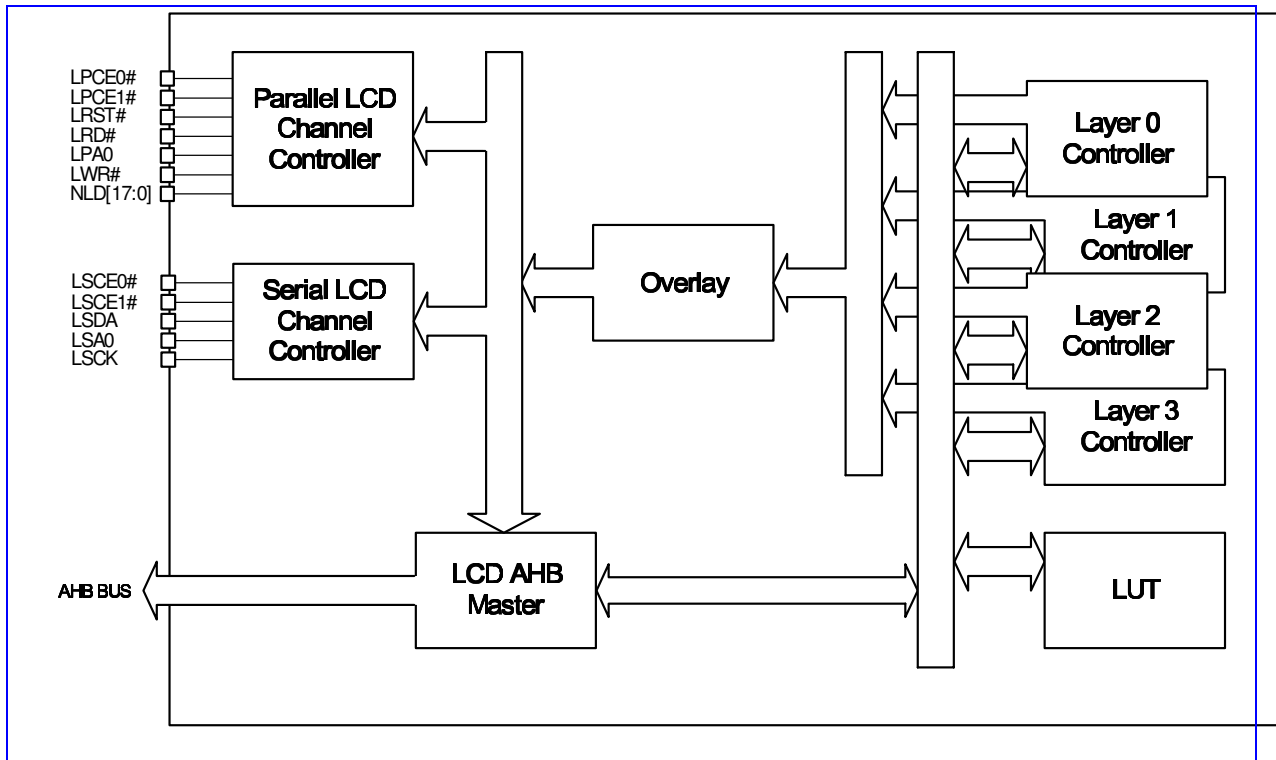 LPCE0#
LPCE1#
LRST#
LRD#
LPA0
LWR#
NLD[17:0]
Parallel LCD
Channel
Controller
LSCE0#
LSCE1#
LSDA
LSA0
LSCK
Serial LCD
Channel
Controller
Overlay
Layer 0
Controller
Layer 1
Controller
Layer 2
Controller
Layer 3
Controller
AHB BUS
LCD AHB
Master
LUT